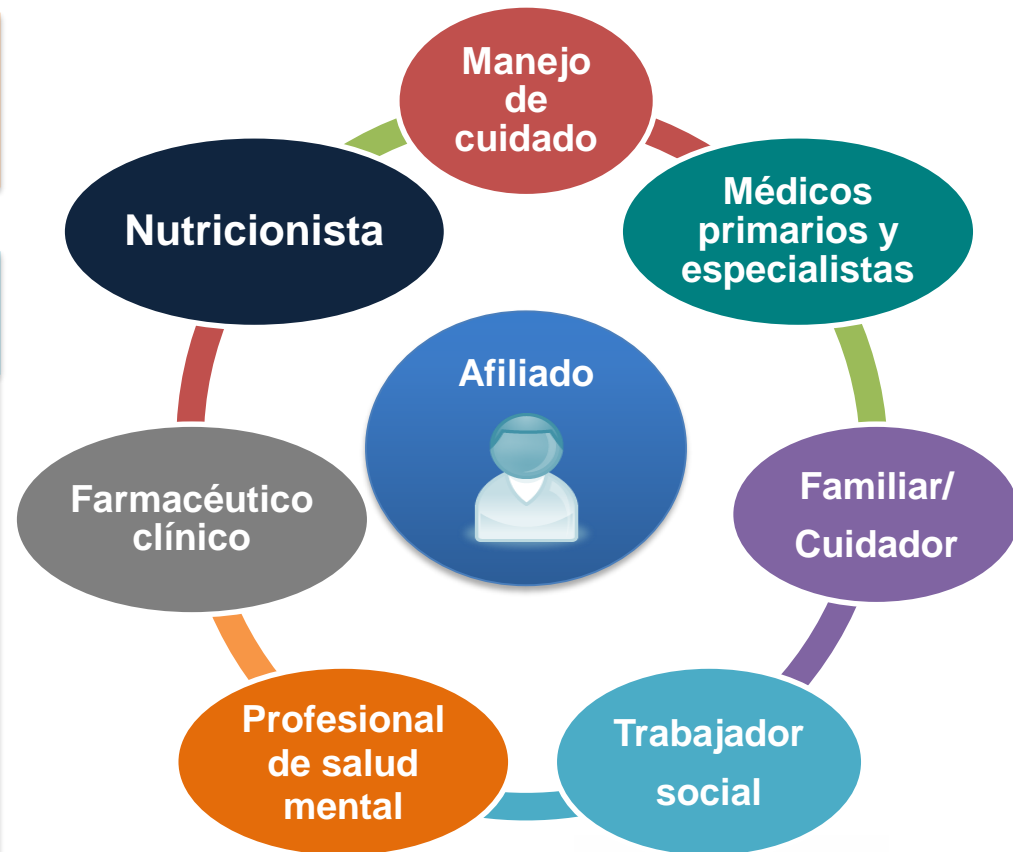 Manejo
de
cuidado
Médicos
primarios y
especialistas
Familiar/
Cuidador
Trabajador
social
Profesional
de salud
mental
Farmacéutico
clínico
Nutricionista
Afiliado